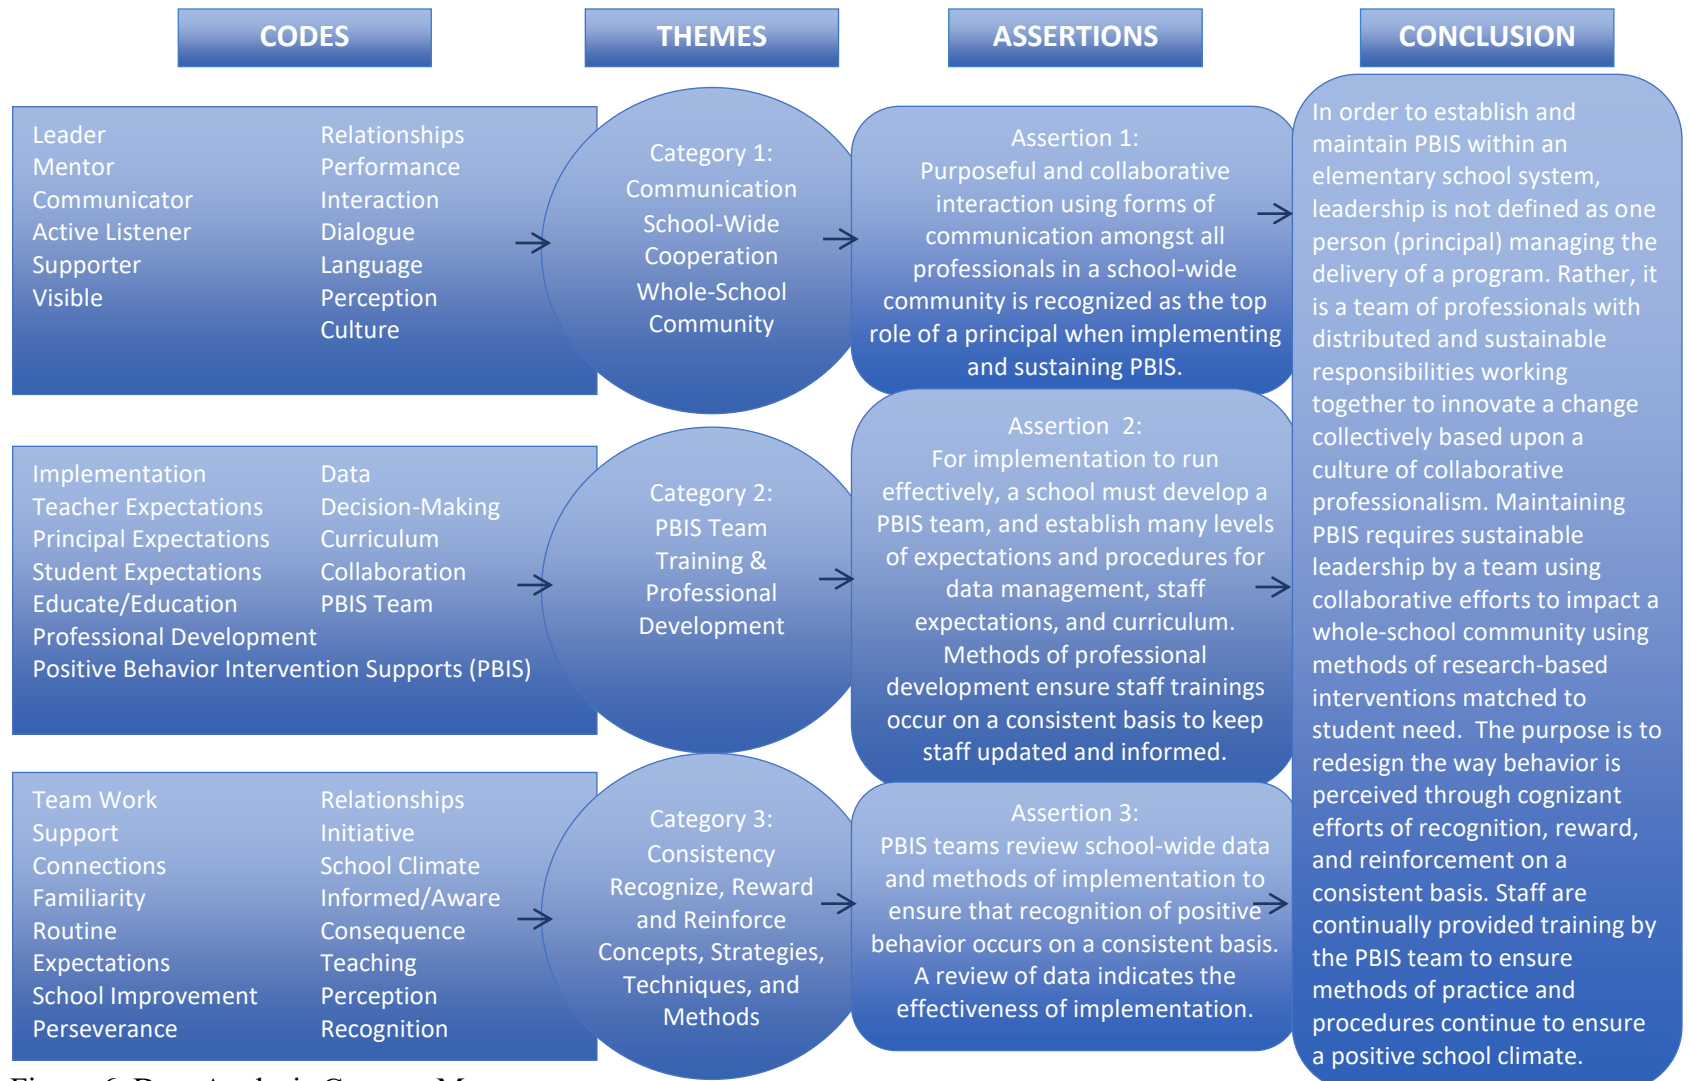 CODES
THEMES
ASSERTIONS
CONCLUSION
Leader
Mentor
Communicator
Active Listener
Supporter
Visible
Relationships
Performance
Interaction
Dialogue
Language
Perception
Culture
Category 1:
Communication
School-Wide
Cooperation
Whole-School
Community
Assertion 1:
Purposeful and collaborative
interaction using forms of
communication amongst all
professionals in a school-wide
community is recognized as the top
role of a principal when implementing
and sustaining PBIS.
Implementation
Teacher Expectations
Principal Expectations
Student Expectations
Educate/Education
Data
Decision-Making
Curriculum
Collaboration
PBIS Team
Professional Development
Positive Behavior Intervention Supports (PBIS)
Category 2:
PBIS Team
Training &
Professional
Development
Assertion 2:
For implementation to run
effectively, a school must develop a
PBIS team, and establish many levels
of expectations and procedures for
data management, staff
expectations, and curriculum.
Methods of professional
development ensure staff trainings
occur on a consistent basis to keep
staff updated and informed.
Team Work
Support
Connections
Familiarity
Routine
Expectations
School Improvement
Perseverance
Relationships
Initiative
School Climate
Informed/Aware
Consequence
Teaching
Perception
Recognition
Category 3:
Consistency
Recognize, Reward
and Reinforce
Concepts, Strategies,
Techniques, and
Methods
Assertion 3:
PBIS teams review school-wide data
and methods of implementation to
ensure that recognition of positive
behavior occurs on a consistent basis.
A review of data indicates the
effectiveness of implementation.
In order to establish and
maintain PBIS within an
elementary school system,
leadership is not defined as one
person (principal) managing the
delivery of a program. Rather, it
is a team of professionals with
distributed and sustainable
responsibilities working
together to innovate a change
collectively based upon a
culture of collaborative
professionalism. Maintaining
PBIS requires sustainable
leadership by a team using
collaborative efforts to impact a
whole-school community using
methods of research-based
interventions matched to
student need. The purpose is to
redesign the way behavior is
perceived through cognizant
efforts of recognition, reward,
and reinforcement on a
consistent basis. Staff are
continually provided training by
the PBIS team to ensure
methods of practice and
procedures continue to ensure
a positive school climate.